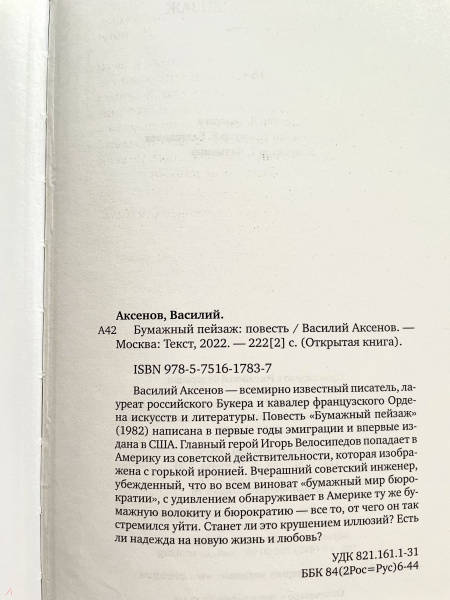 Аксенов, Василий.
А42 Бумажный пейзаж: повесть / Василий Аксенов. —
Москва: Текст, 2022. — 222[2] с. (Открытая книга).
ISBN 978-5-7516-1783-7
Василий Аксенов — всемирно известный писатель, ла-
уреат российского Букера и кавалер французского Орде-
на искусств и литературы. Повесть «Бумажный пейзаж»
(1982) написана в первые годы эмиграции и впервые из-
дана в США. Главный герой Игорь Велосипедов попадает в
Америку из советской действительности, которая изобра-
жена с горькой иронией. Вчерашний советский инженер,
убежденный, что во всем виноват «бумажный мир бюро-
кратии», с удивлением обнаруживает в Америке ту же бу-
мажную волокиту и бюрократию — все то, от чего он так
стремился уйти. Станет ли это крушением иллюзий? Есть
ли надежда на новую жизнь и любовь?
УДК 821.161.1-31
ББК 84(2Рос=Рус)6-44